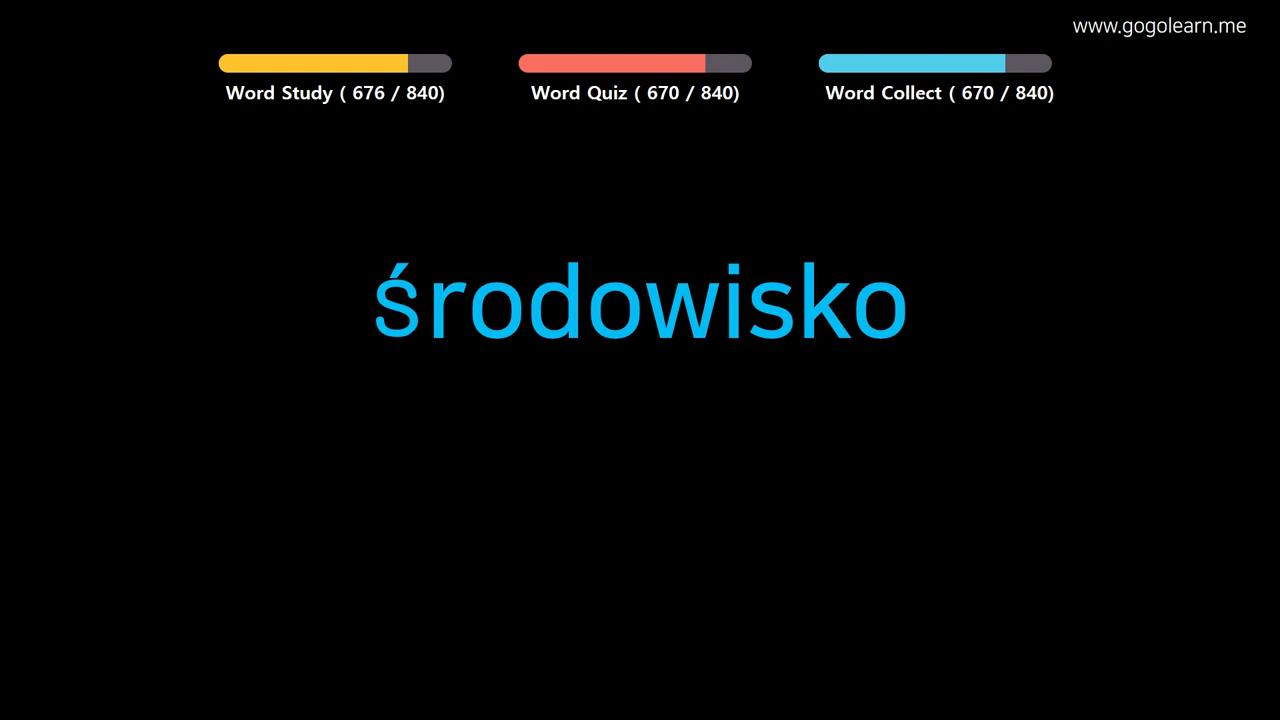 www.gogolearn.me
Word Study ( 676 / 840)
Word Quiz ( 670 / 840)
Word Collect ( 670 / 840)
środowisko